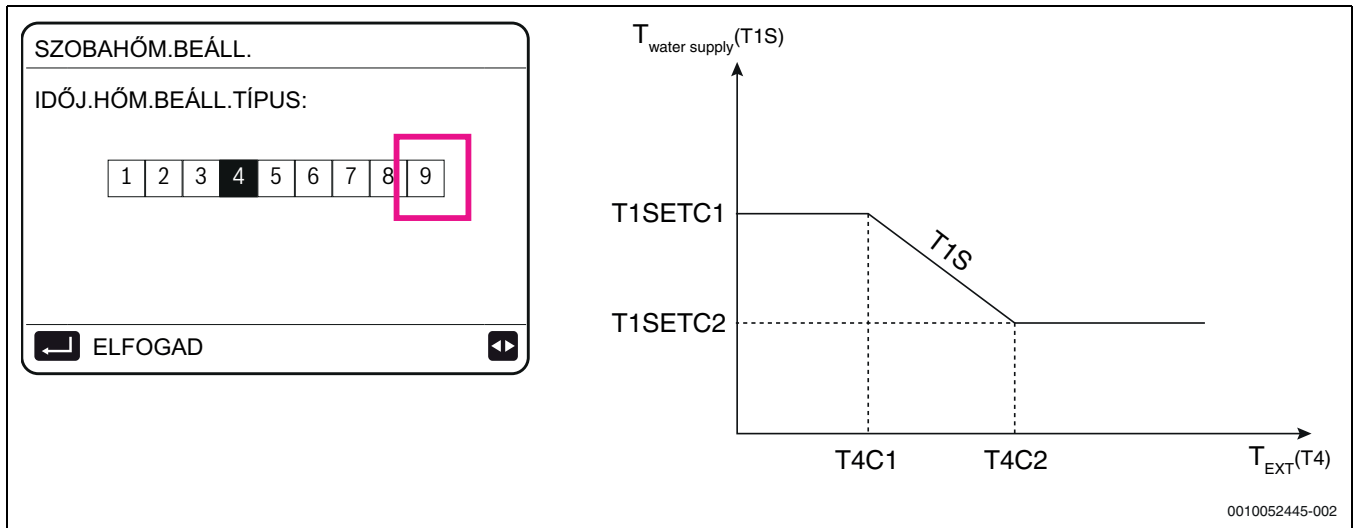 SZOBAHŐM.BEÁLL.
IDŐJ.HŐM.BEÁLL.TÍPUS:
1 2 3 4 5 6 7 8 9
ELFOGAD
T water supply (T1S)
T1SETC1
T1S
T1SETC2
T4C1 T4C2
T EXT (T4)
0010052445-002